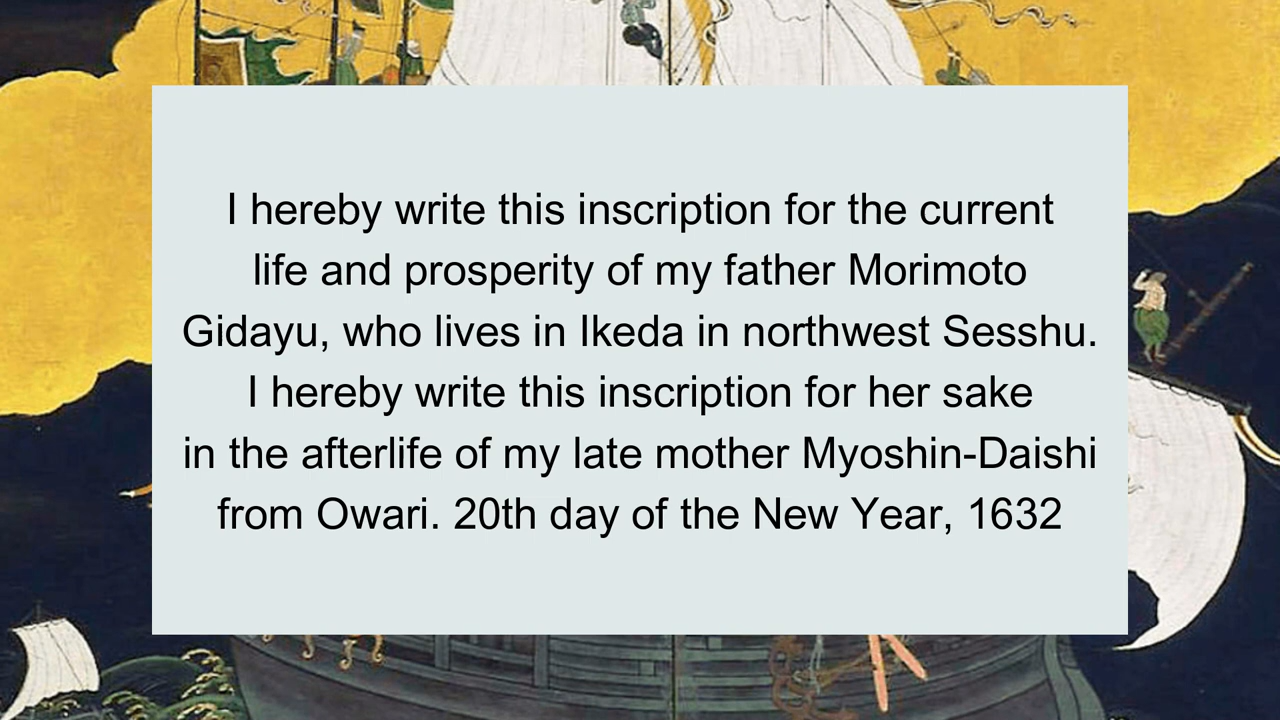 I hereby write this inscription for the current
life and prosperity of my father Morimoto
Gidayu, who lives in Ikeda in northwest Sesshu.
I hereby write this inscription for her sake
in the afterlife of my late mother Myoshin-Daishi
from Owari. 20th day of the New Year, 1632